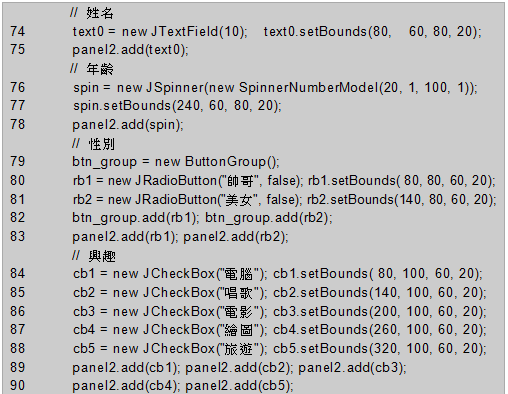 // 姓名
74 text0 = new JTextField(10); text0.setBounds(80, 60, 80, 20);
75 panel2.add(text0);
// 年齡
76 spin = new JSpinner(new SpinnerNumberModel(20, 1, 100, 1));
77 spin.setBounds(240, 60, 80, 20);
78 panel2.add(spin);
// 性別
79 btn_group = new ButtonGroup();
80 rb1 = new JRadioButton("帥哥", false); rb1.setBounds( 80, 80, 60, 20);
81 rb2 = new JRadioButton("美女", false); rb2.setBounds(140, 80, 60, 20);
82 btn_group.add(rb1); btn_group.add(rb2);
83 panel2.add(rb1); panel2.add(rb2);
// 興趣
84 cb1 = new JCheckBox("電腦"); cb1.setBounds( 80, 100, 60, 20);
85 cb2 = new JCheckBox("唱歌"); cb2.setBounds(140, 100, 60, 20);
86 cb3 = new JCheckBox("電影"); cb3.setBounds(200, 100, 60, 20);
87 cb4 = new JCheckBox("繪圖"); cb4.setBounds(260, 100, 60, 20);
88 cb5 = new JCheckBox("旅遊"); cb5.setBounds(320, 100, 60, 20);
89 panel2.add(cb1); panel2.add(cb2); panel2.add(cb3);
90 panel2.add(cb4); panel2.add(cb5);